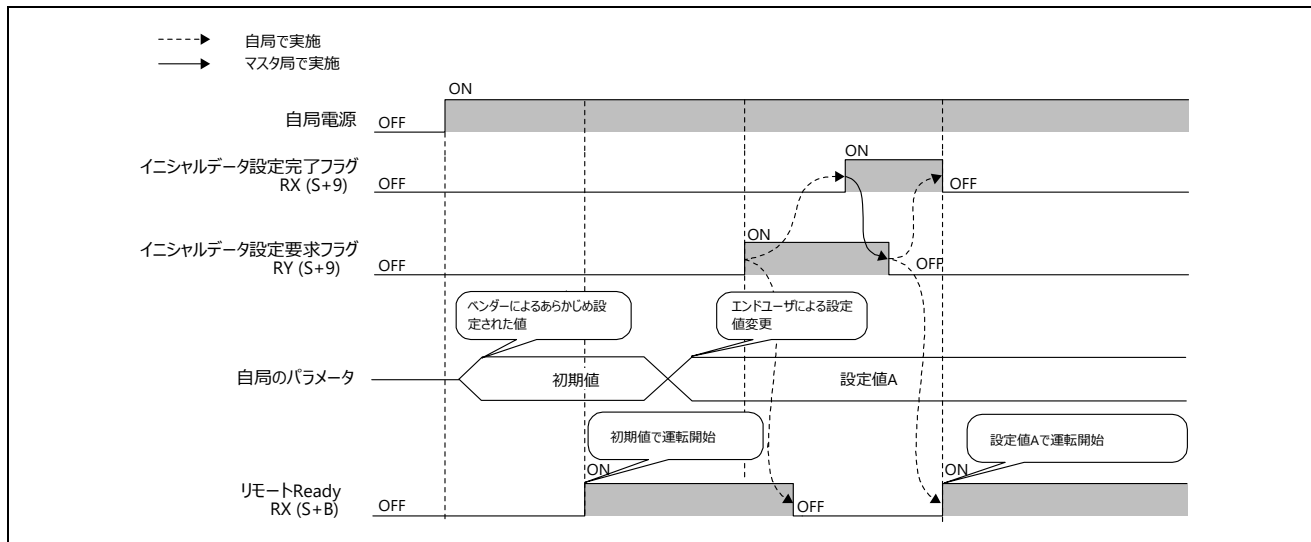 自局で実施
マスタ局で実施
ON
自局電源
OFF
ON
イニシャルデータ設定完了フラグ
RX (S+9)
OFF
OFF
ON
イニシャルデータ設定要求フラグ
RY (S+9)
OFF
OFF
ベンダーによるあらかじめ設
定された値
エンドユーザによる設定
値変更
自局のパラメータ
初期値
設定値A
初期値で運転開始
設定値Aで運転開始
ON
ON
リモートReady
RX (S+B)
OFF
OFF